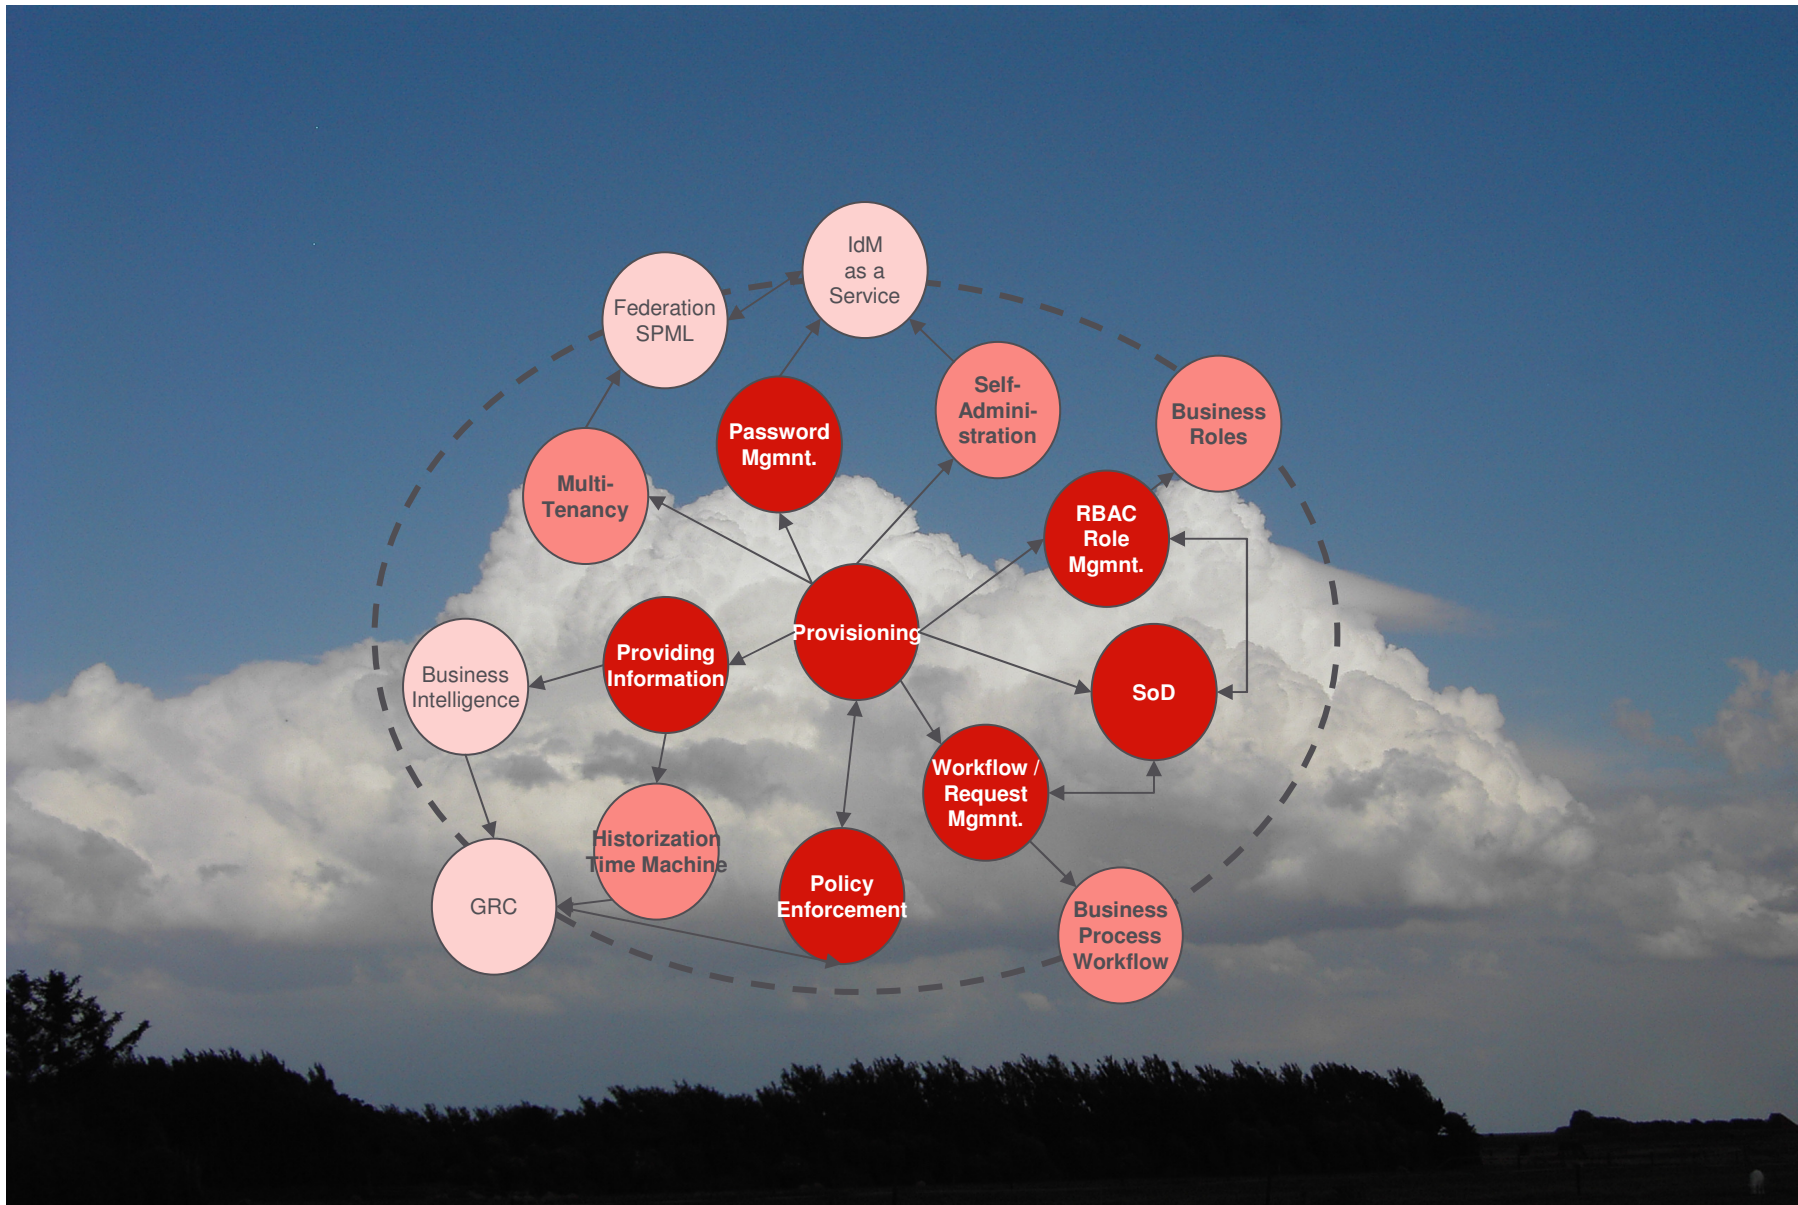 IdM
as a
Service
Federation
SPML
Self-
Admini-
stration
Business
Roles
Password
Mgmnt.
Multi-
Tenancy
RBAC
Role
Mgmnt.
Provisioning
Providing
Information
Business
Intelligence
SoD
Workflow /
Request
Mgmnt.
Historization
Time Machine
Policy
Enforcement
GRC
Business
Process
Workflow